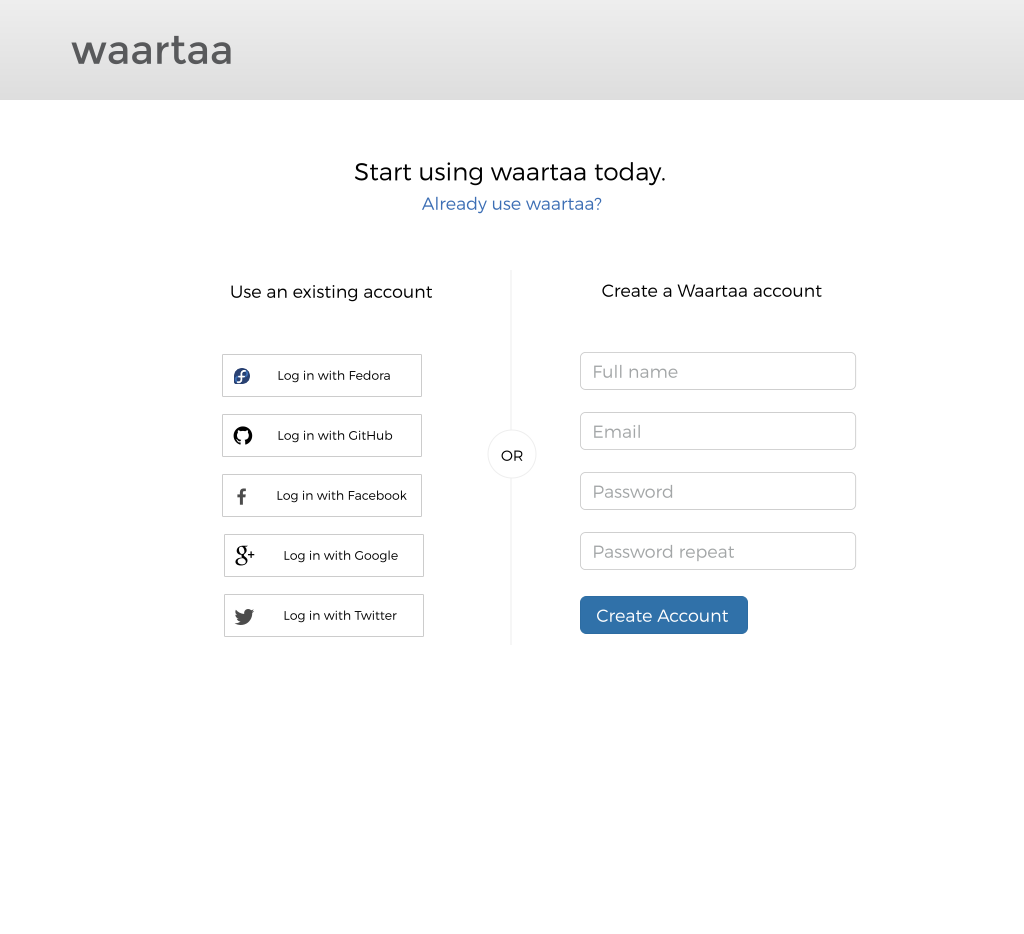 waartaa
Start using waartaa today.
Already use waartaa?
Use an existing account
Log in with Fedora
Log in with GitHub
Log in with Facebook
Log in with Google
Log in with Twitter
OR
Create a Waartaa account
Full name
Email
Password
Password repeat
Create Account